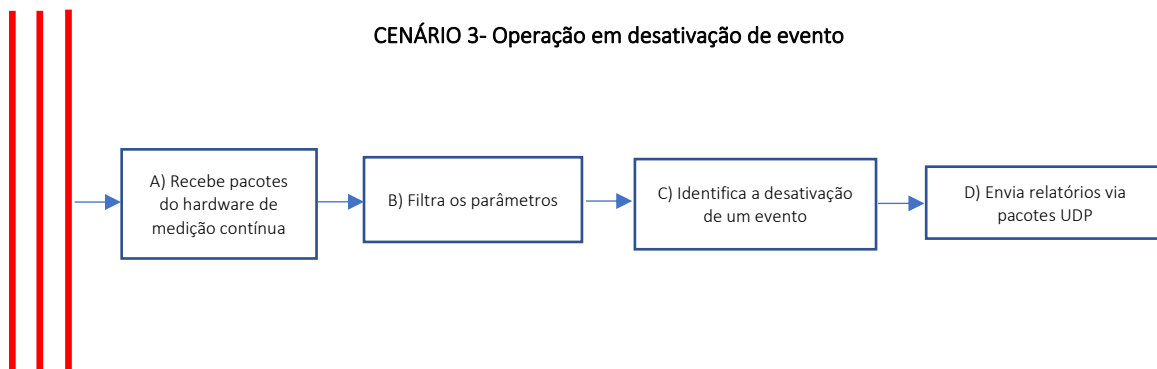 CENÁRIO 3- Operação em desativação de evento
A) Recebe pacotes
do hardware de
medição contínua
B) Filtra os parâmetros
C) Identifica a desativação
de um evento
D) Envia relatórios via
pacotes UDP